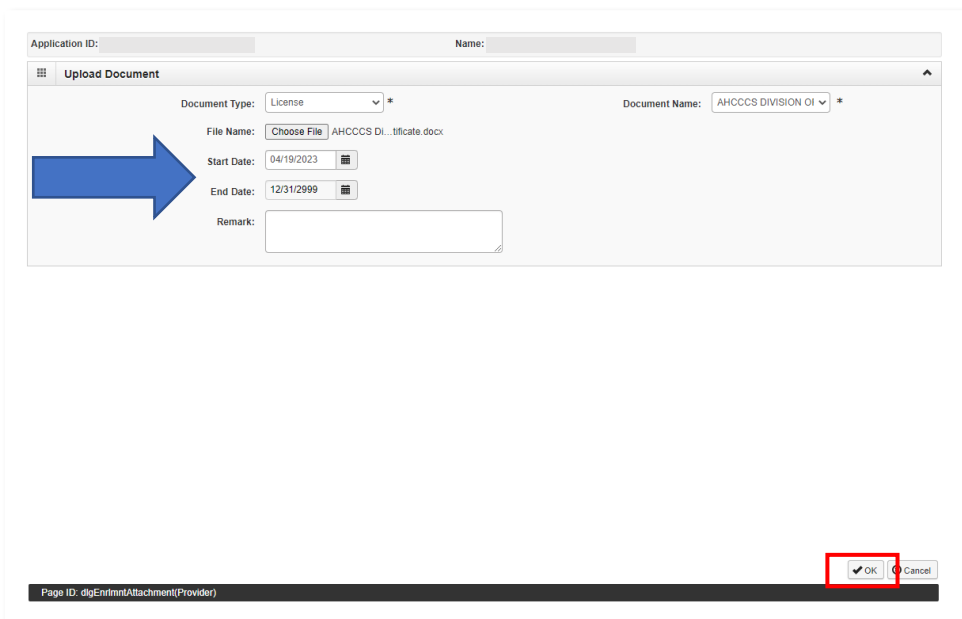 Application ID: Name:
Upload Document
Document Type: License * Document Name: AHCCCS DIVISION OI *
File Name: Choose File AHCCCS Di...tificate.docx
Start Date: 04/19/2023
End Date: 12/31/2999
Remark:
OK Cancel
Page ID: dlgEnrlmntAttachment(Provider)